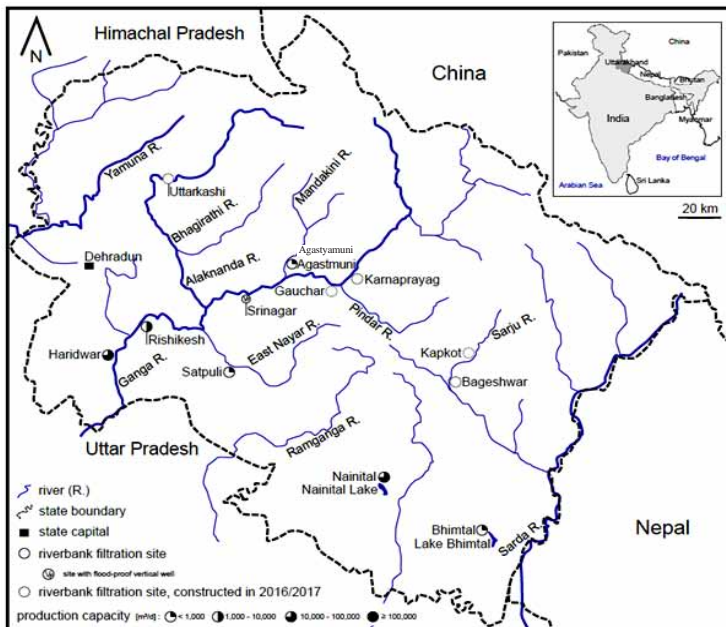 Himachal Pradesh
N
China
Pakistan
China
Uttarakhand
Nepal
Bhutan
Bangladesh
India
Myanmar
Bay of Bengal
Arabian Sea
Sri Lanka
20 km
Yamuna R.
Uttarkashi
Bhagirathi R.
Mandakini R.
Dehradun
Alaknanda R.
Agastyamuni
Agastmuni
Karnaprayag
Gauchar
Srinagar
Pindar R.
Rishikesh
East Nayar R.
Sarju R.
Kapkot
Haridwar
Ganga R.
Satpuli
Bageshwar
Uttar Pradesh
Ramganga R.
Nainital
Nainital Lake
Bhimtal
Lake Bhimtal
Sarda R.
Nepal
river (R.)
state boundary
state capital
riverbank filtration site
site with flood-proof vertical well
riverbank filtration site, constructed in 2016/2017
production capacity [m³/d] : < 1,000 1,000 - 10,000 10,000 - 100,000 ≥ 100,000